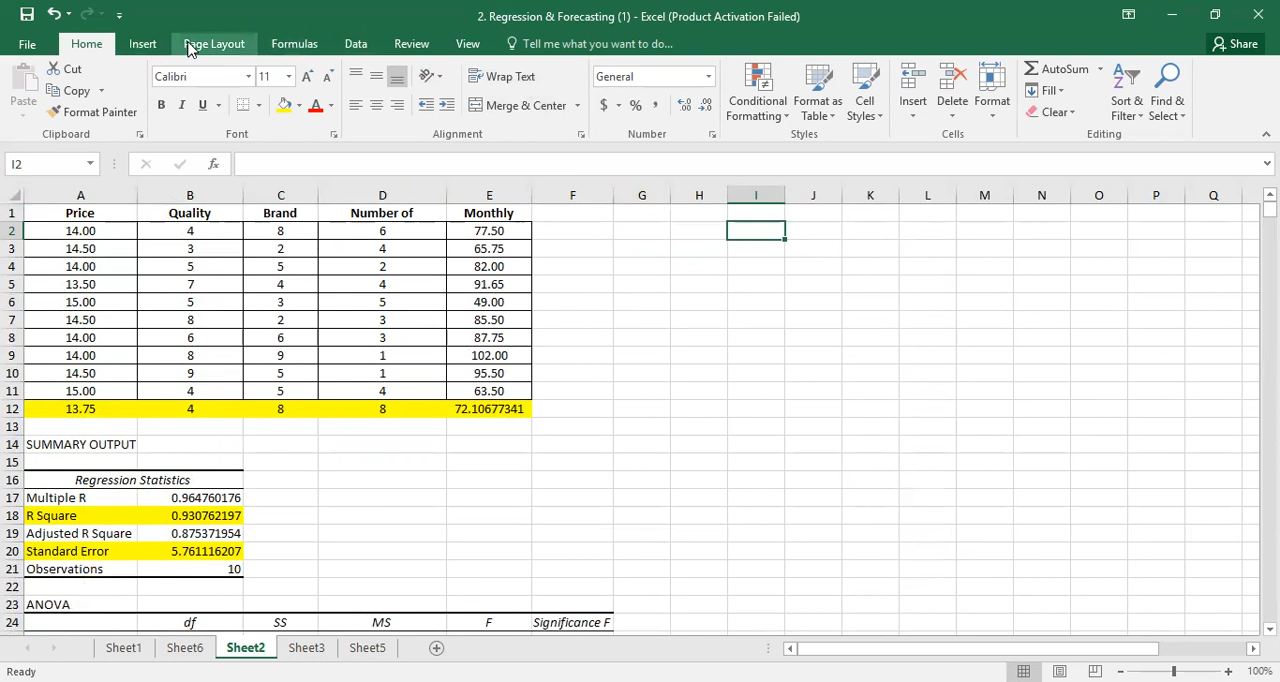 2. Regression & Forecasting (1) - Excel (Product Activation Failed)
File Home Insert Page Layout Formulas Data Review View Tell me what you want to do... Share
Cut
Copy
Format Painter
Paste
Clipboard
Calibri 11
B I U
Font
Wrap Text
Merge & Center
Alignment
General
$ % ,
Number
Conditional Formatting
Format as Table
Cell Styles
Styles
Insert Delete Format
Cells
AutoSum
Fill
Clear
Sort & Filter
Find & Select
Editing
I2 fx
A B C D E F G H I J K L M N O P Q
1 Price Quality Brand Number of Monthly
2 14.00 4 8 6 77.50
3 14.50 3 2 4 65.75
4 14.00 5 5 2 82.00
5 13.50 7 4 4 91.65
6 15.00 5 3 5 49.00
7 14.50 8 2 3 85.50
8 14.00 6 6 3 87.75
9 14.00 8 9 1 102.00
10 14.50 9 5 1 95.50
11 15.00 4 5 4 63.50
12 13.75 4 8 8 72.10677341
13
14 SUMMARY OUTPUT
15
16 Regression Statistics
17 Multiple R 0.964760176
18 R Square 0.930762197
19 Adjusted R Square 0.875371954
20 Standard Error 5.761116207
21 Observations 10
22
23 ANOVA
24 df SS MS F Significance F
Sheet1 Sheet6 Sheet2 Sheet3 Sheet5
Ready 100%